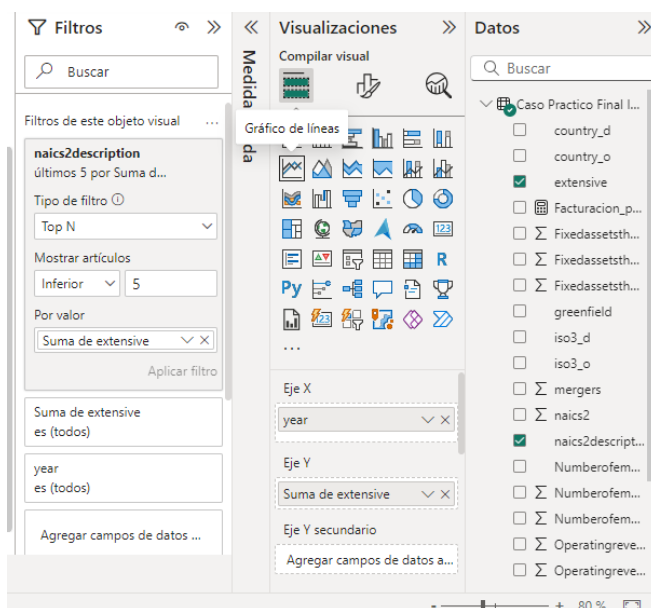 Filtros
Buscar
Filtros de este objeto visual ...
naics2description
últimos 5 por Suma d...
Tipo de filtro
Top N
Mostrar artículos
Inferior 5
Por valor
Suma de extensive
Aplicar filtro
Suma de extensive
es (todos)
year
es (todos)
Agregar campos de datos ...
Medida
da
Visualizaciones
Compilar visual
Gráfico de líneas
123
R
Py
123
...
Eje X
year
Eje Y
Suma de extensive
Eje Y secundario
Agregar campos de datos a...
Datos
Buscar
Caso Practico Final I...
country_d
country_o
extensive
Facturacion_p...
Σ Fixedassetsth...
Σ Fixedassetsth...
Σ Fixedassetsth...
greenfield
iso3_d
iso3_o
Σ mergers
Σ naics2
naics2descript...
Numberofem...
Σ Numberofem...
Σ Numberofem...
Σ Operatingreve...
Σ Operatingreve...
- + 80 %